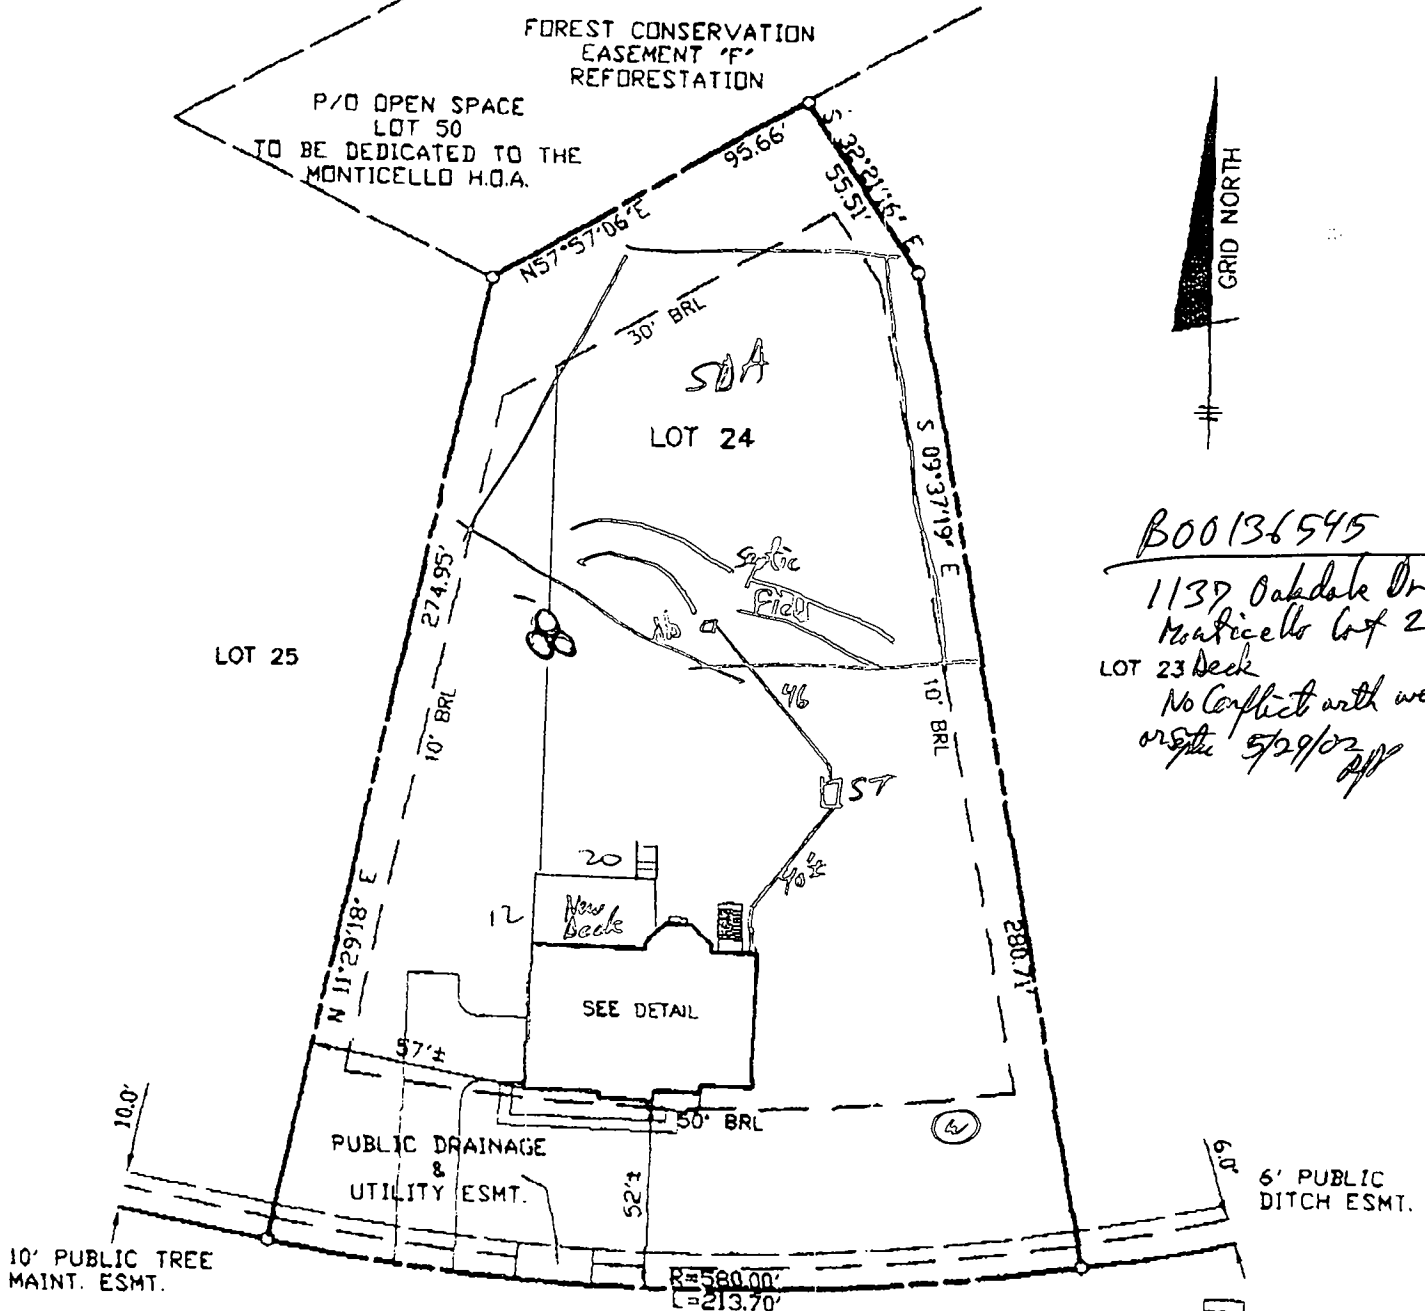 FOREST CONSERVATION
EASEMENT 'F'
REFORESTATION
P/O OPEN SPACE
LOT 50
TO BE DEDICATED TO THE
MONTICELLO H.O.A.
95.66'
S 32°21'16" E
55.51'
N57°57'06"E
GRID NORTH
30' BRL
SDA
LOT 24
S 09°37'19" E
B00136545
1137 Oakdale Dr
Monticello Lot 2
LOT 23 Deck
No Conflict with we
or Septic 5/29/02
Septic
Field
274.95'
LOT 25
10' BRL
46
10' BRL
ST
40'±
20
12
New
Deck
N 11°29'18" E
280.71'
SEE DETAIL
57'±
50' BRL
W
10.0'
PUBLIC DRAINAGE
&
UTILITY ESMT.
52'±
6.0'
6' PUBLIC
DITCH ESMT.
10' PUBLIC TREE
MAINT. ESMT.
R=580.00'
L=213.70'